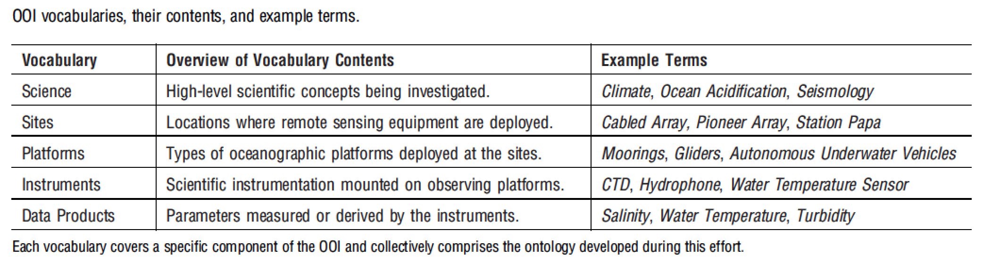 OOI vocabularies, their contents, and example terms.
Vocabulary Overview of Vocabulary Contents Example Terms
Science High-level scientific concepts being investigated. Climate, Ocean Acidification, Seismology
Sites Locations where remote sensing equipment are deployed. Cabled Array, Pioneer Array, Station Papa
Platforms Types of oceanographic platforms deployed at the sites. Moorings, Gliders, Autonomous Underwater Vehicles
Instruments Scientific instrumentation mounted on observing platforms. CTD, Hydrophone, Water Temperature Sensor
Data Products Parameters measured or derived by the instruments. Salinity, Water Temperature, Turbidity
Each vocabulary covers a specific component of the OOI and collectively comprises the ontology developed during this effort.